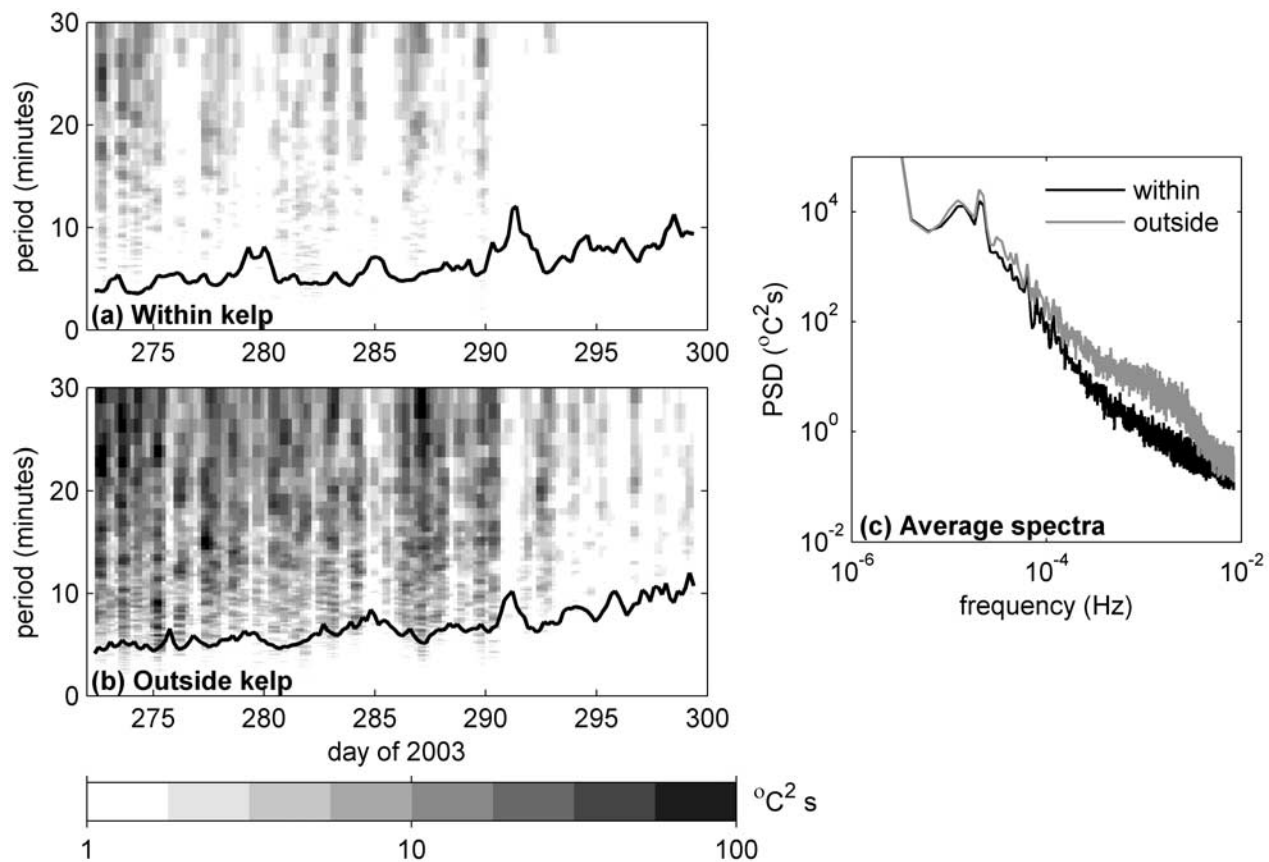 30
20
10
0
period (minutes)
(a) Within kelp
275 280 285 290 295 300
30
20
10
0
period (minutes)
(b) Outside kelp
275 280 285 290 295 300
day of 2003
1 10 100
°C² s
within
outside
10⁴
10²
10⁰
10⁻²
PSD (°C²s)
(c) Average spectra
10⁻⁶ 10⁻⁴ 10⁻²
frequency (Hz)